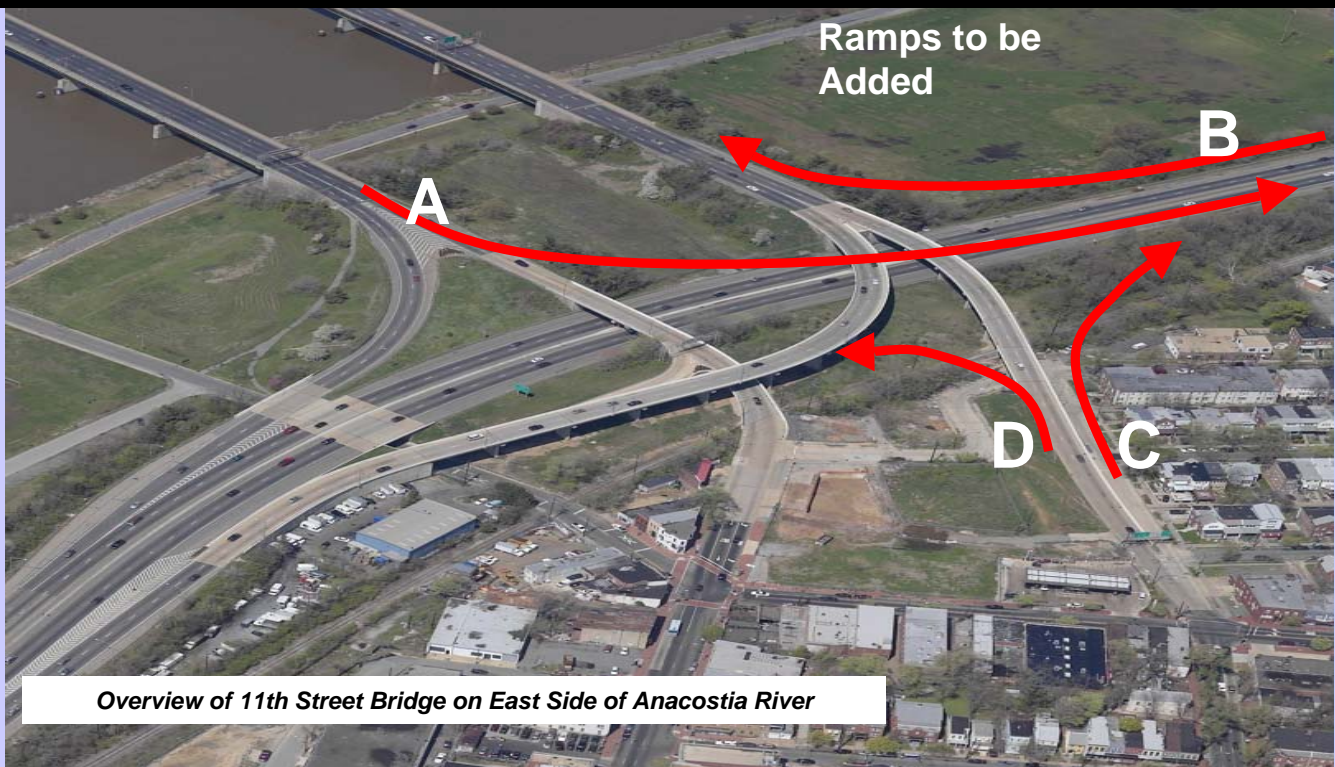 Ramps to be
Added
B
A
D
C
Overview of 11th Street Bridge on East Side of Anacostia River